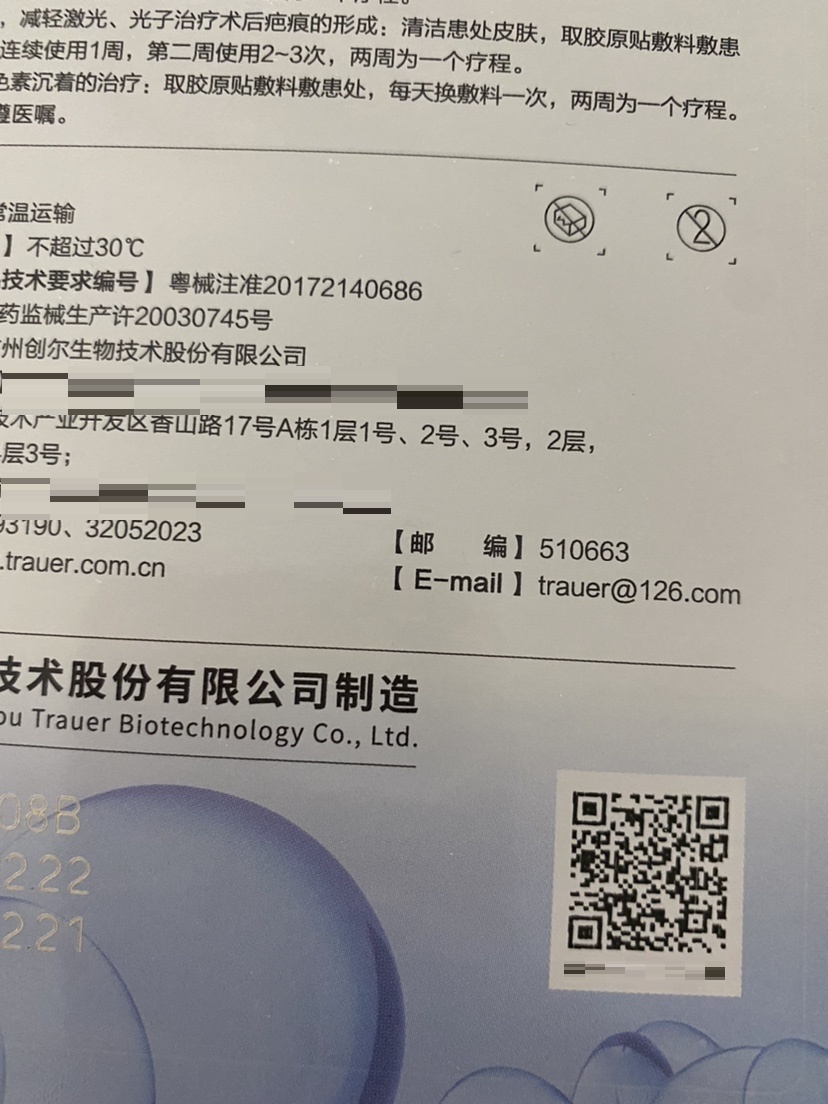 ，减轻激光、光子治疗术后疤痕的形成：清洁患处皮肤，取胶原贴敷料敷患
连续使用1周，第二周使用2~3次，两周为一个疗程。
色素沉着的治疗：取胶原贴敷料敷患处，每天换敷料一次，两周为一个疗程。
遵医嘱。
常温运输
】不超过30℃
技术要求编号】粤械注准20172140686
药监械生产许20030745号
州创尔生物技术股份有限公司
技术产业开发区香山路17号A栋1层1号、2号、3号，2层，
层3号；
93190、32052023
【邮 编】510663
.trauer.com.cn
【E-mail】trauer@126.com
技术股份有限公司制造
ou Trauer Biotechnology Co., Ltd.
08B
2.22
2.21